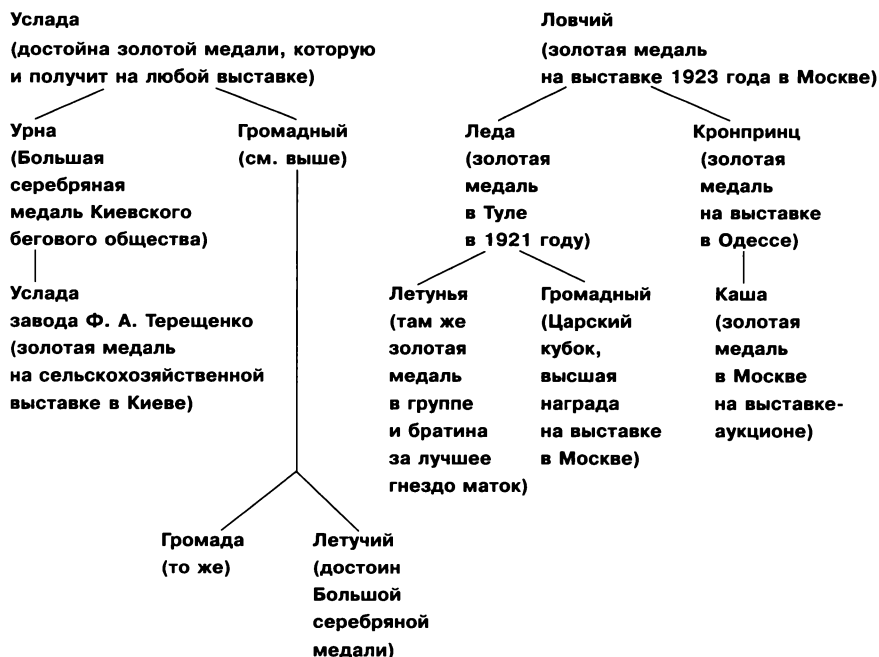 Услада
(достойна золотой медали, которую
и получит на любой выставке)
Ловчий
(золотая медаль
на выставке 1923 года в Москве)
Урна
(Большая
серебряная
медаль Киевского
бегового общества)
Громадный
(см. выше)
Леда
(золотая
медаль
в Туле
в 1921 году)
Кронпринц
(золотая
медаль
на выставке
в Одессе)
Услада
завода Ф. А. Терещенко
(золотая медаль
на сельскохозяйственной
выставке в Киеве)
Летунья
(там же
золотая
медаль
в группе
и братина
за лучшее
гнездо маток)
Громадный
(Царский
кубок,
высшая
награда
на выставке
в Москве)
Каша
(золотая
медаль
в Москве
на выставке-
аукционе)
Громада
(то же)
Летучий
(достоин
Большой
серебряной
медали)